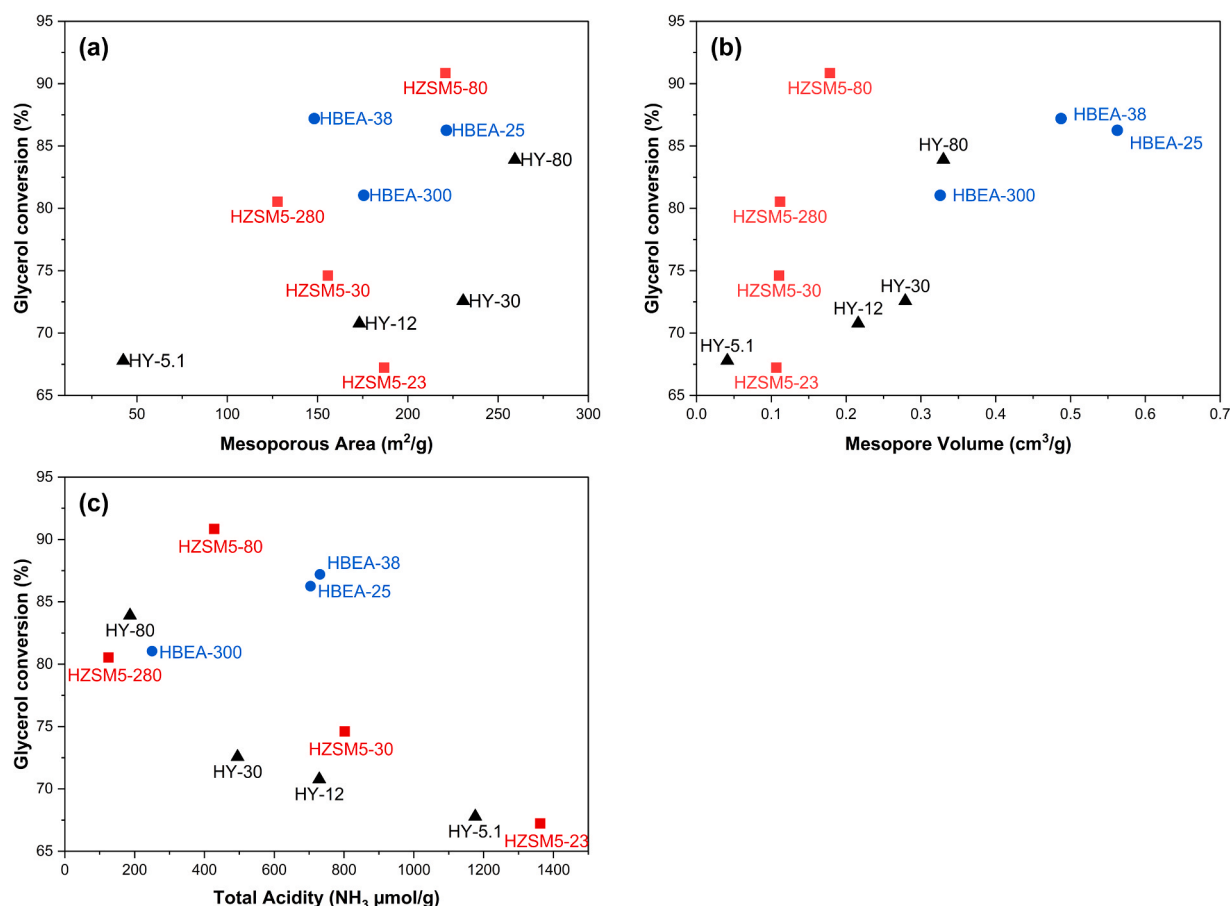 (a)
Glycerol conversion (%)
95
90
85
80
75
70
65
HZSM5-80
HBEA-38
HBEA-25
HY-80
HBEA-300
HZSM5-280
HZSM5-30
HY-30
HY-12
HY-5.1
HZSM5-23
50 100 150 200 250 300
Mesoporous Area (m²/g)
(b)
Glycerol conversion (%)
95
90
85
80
75
70
65
HZSM5-80
HBEA-38
HBEA-25
HY-80
HBEA-300
HZSM5-280
HZSM5-30
HY-30
HY-12
HY-5.1
HZSM5-23
0.0 0.1 0.2 0.3 0.4 0.5 0.6 0.7
Mesopore Volume (cm³/g)
(c)
Glycerol conversion (%)
95
90
85
80
75
70
65
HZSM5-80
HBEA-38
HBEA-25
HY-80
HBEA-300
HZSM5-280
HZSM5-30
HY-30
HY-12
HY-5.1
HZSM5-23
0 200 400 600 800 1000 1200 1400
Total Acidity (NH₃ μmol/g)